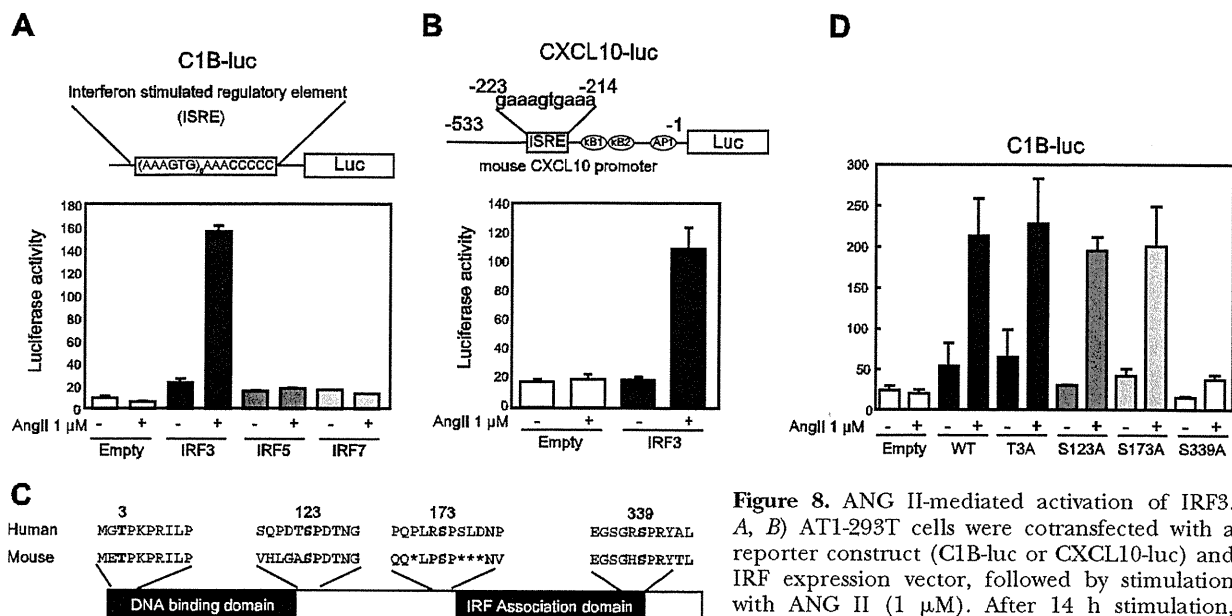 A
C1B-luc
Interferon stimulated regulatory element
(ISRE)
(AAAGTG) AAACCCCC
Luc
Luciferase activity
180
160
140
120
100
80
60
40
20
0
AngII 1 µM - + - + - + - +
Empty IRF3 IRF5 IRF7
B
CXCL10-luc
-223 -214
gaaagtgaaa
-533 -1
ISRE kB1 kB2 AP1 Luc
mouse CXCL10 promoter
Luciferase activity
140
120
100
80
60
40
20
0
AngII 1 µM - + - +
Empty IRF3
D
C1B-luc
300
250
200
150
100
50
0
AngII 1 µM - + - + - + - + - + - +
Empty WT T3A S123A S173A S339A
C
3 123 173 339
Human MGTPKPRILP SQPDTSPDTNG PQPLRSPSLDNP EGSGRSPRYAL
Mouse METPKPRILP VHLGASPDTNG QQ*LPSP***NV EGSGHSPRYTL
DNA binding domain IRF Association domain
Figure 8. ANG II-mediated activation of IRF3.
A, B) AT1-293T cells were cotransfected with a
reporter construct (C1B-luc or CXCL10-luc) and
IRF expression vector, followed by stimulation
with ANG II (1 µM). After 14 h stimulation,